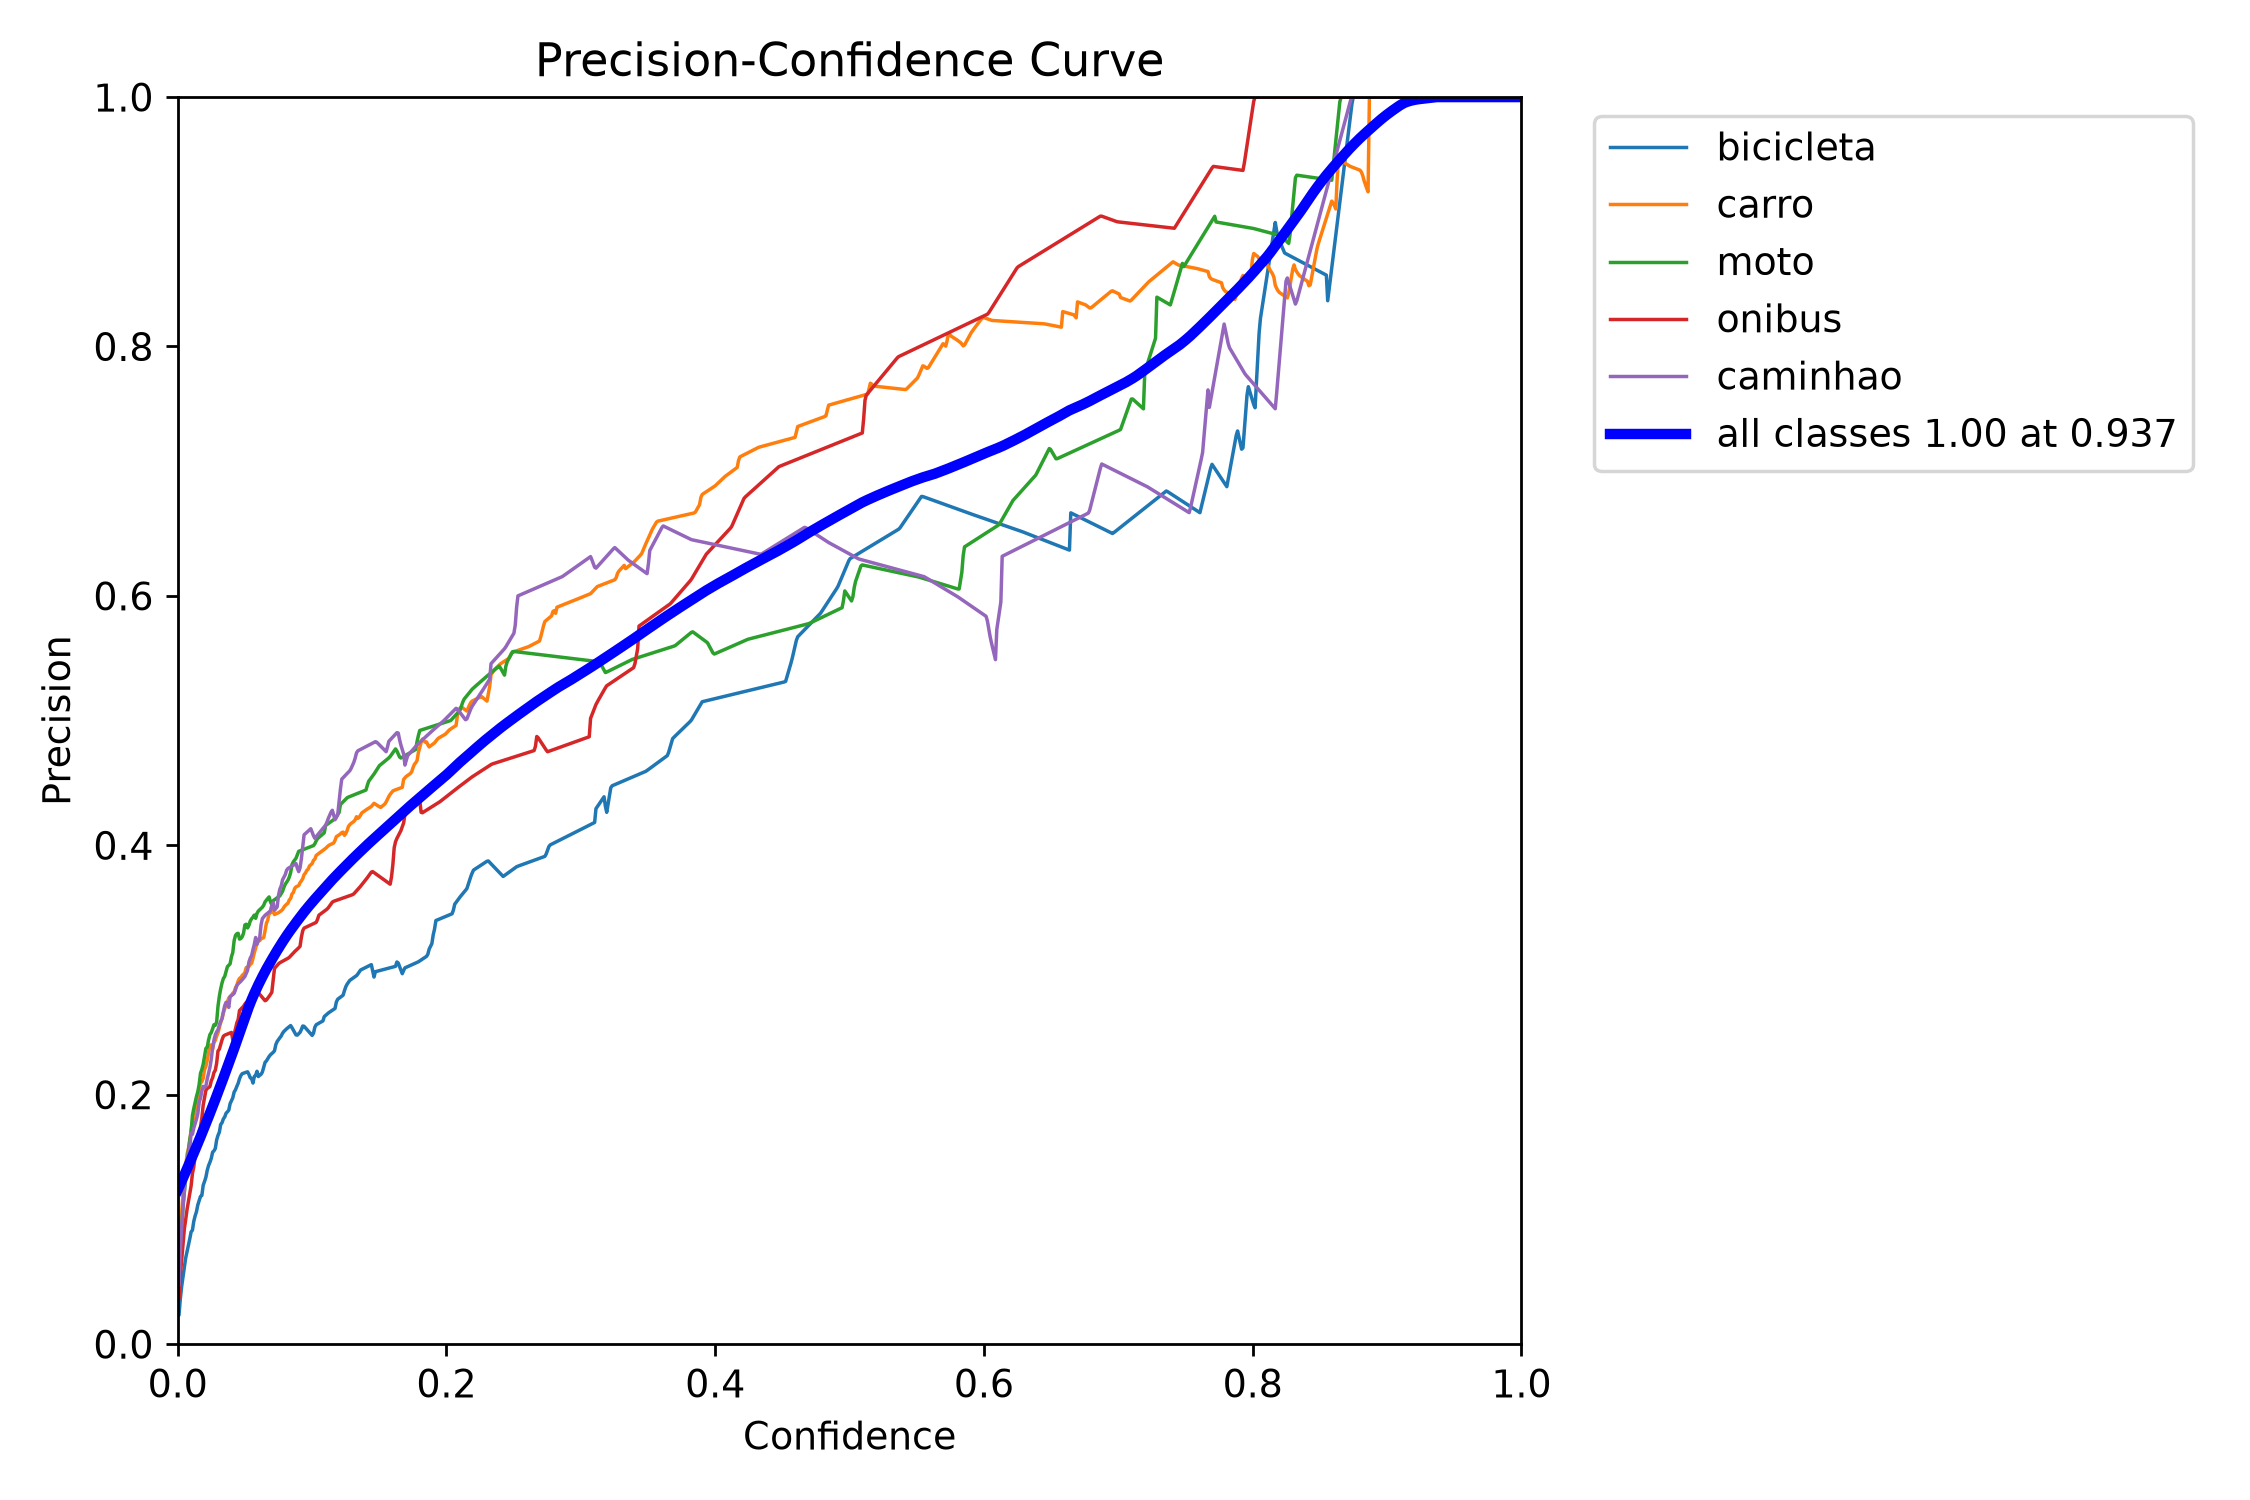 Precision-Confidence Curve
1.0
0.8
0.6
0.4
0.2
0.0
Precision
0.0 0.2 0.4 0.6 0.8 1.0
Confidence
bicicleta
carro
moto
onibus
caminhao
all classes 1.00 at 0.937